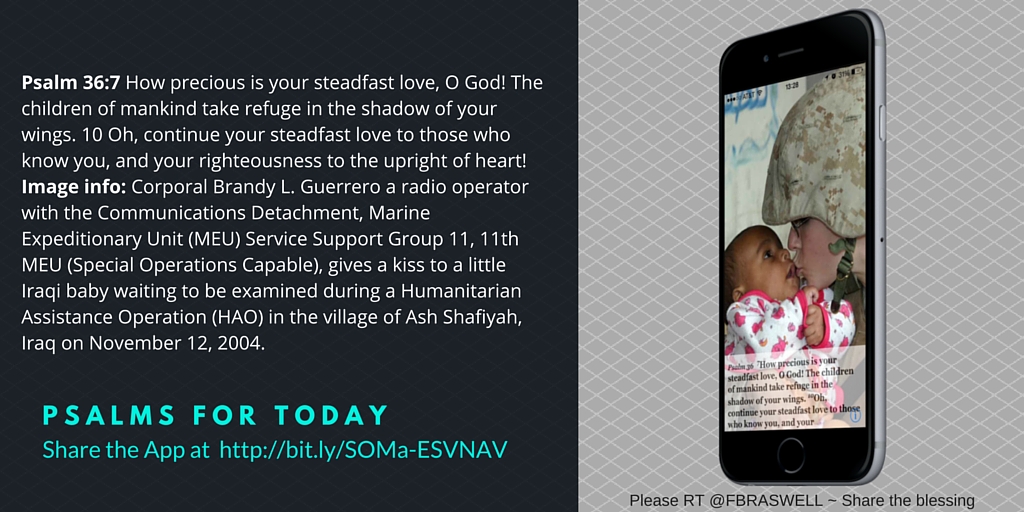 Psalm 36:7 How precious is your steadfast love, O God! The
children of mankind take refuge in the shadow of your
wings. 10 Oh, continue your steadfast love to those who
know you, and your righteousness to the upright of heart!
Image info: Corporal Brandy L. Guerrero a radio operator
with the Communications Detachment, Marine
Expeditionary Unit (MEU) Service Support Group 11, 11th
MEU (Special Operations Capable), gives a kiss to a little
Iraqi baby waiting to be examined during a Humanitarian
Assistance Operation (HAO) in the village of Ash Shafiyah,
Iraq on November 12, 2004.
PSALMS FOR TODAY
Share the App at http://bit.ly/SOMa-ESVNAV
AT&T 13:28 21%
Psalm 36 7How precious is your
steadfast love, O God! The children
of mankind take refuge in the
shadow of your wings. 10Oh,
continue your steadfast love to those
who know you, and your
Please RT @FBRASWELL ~ Share the blessing